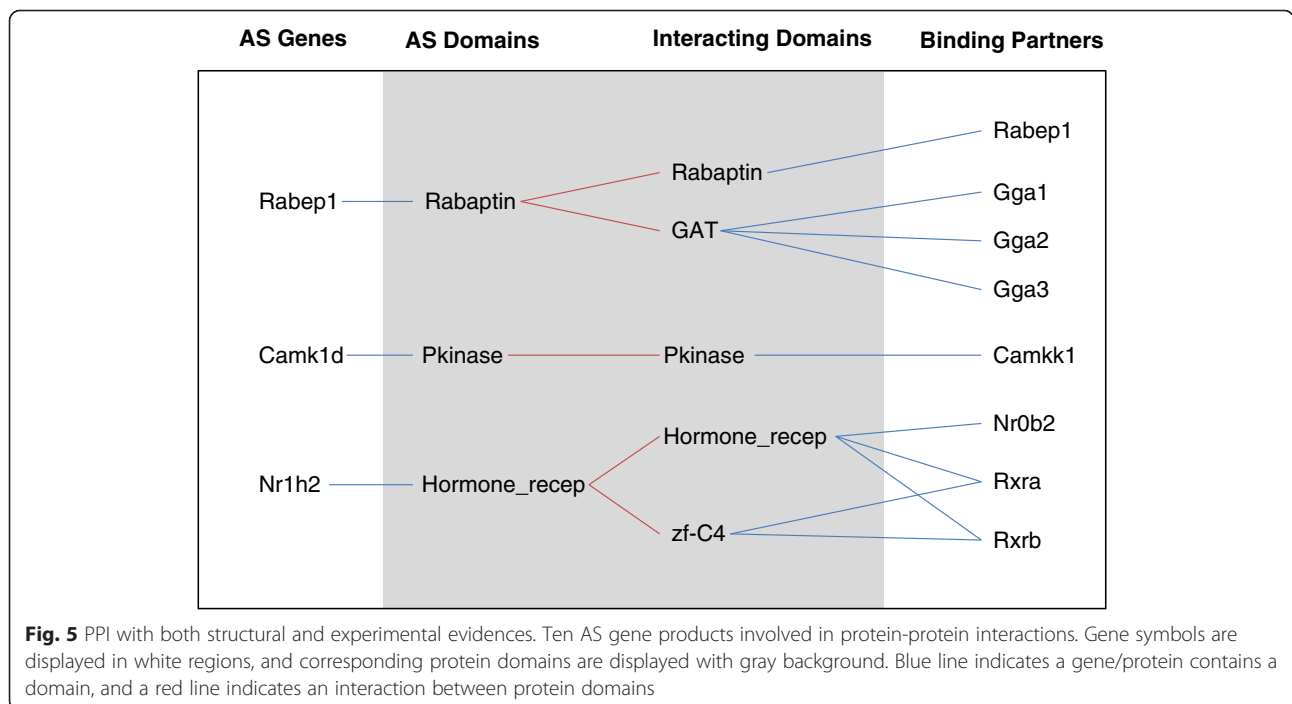 AS Genes AS Domains Interacting Domains Binding Partners
Rabep1
Rabaptin
Gga1
Rabep1 Rabaptin
GAT
Gga2
Gga3
Camk1d Pkinase Pkinase Camkk1
Nr0b2
Hormone_recep
Nr1h2 Hormone_recep Rxra
zf-C4
Rxrb
Fig. 5 PPI with both structural and experimental evidences. Ten AS gene products involved in protein-protein interactions. Gene symbols are
displayed in white regions, and corresponding protein domains are displayed with gray background. Blue line indicates a gene/protein contains a
domain, and a red line indicates an interaction between protein domains